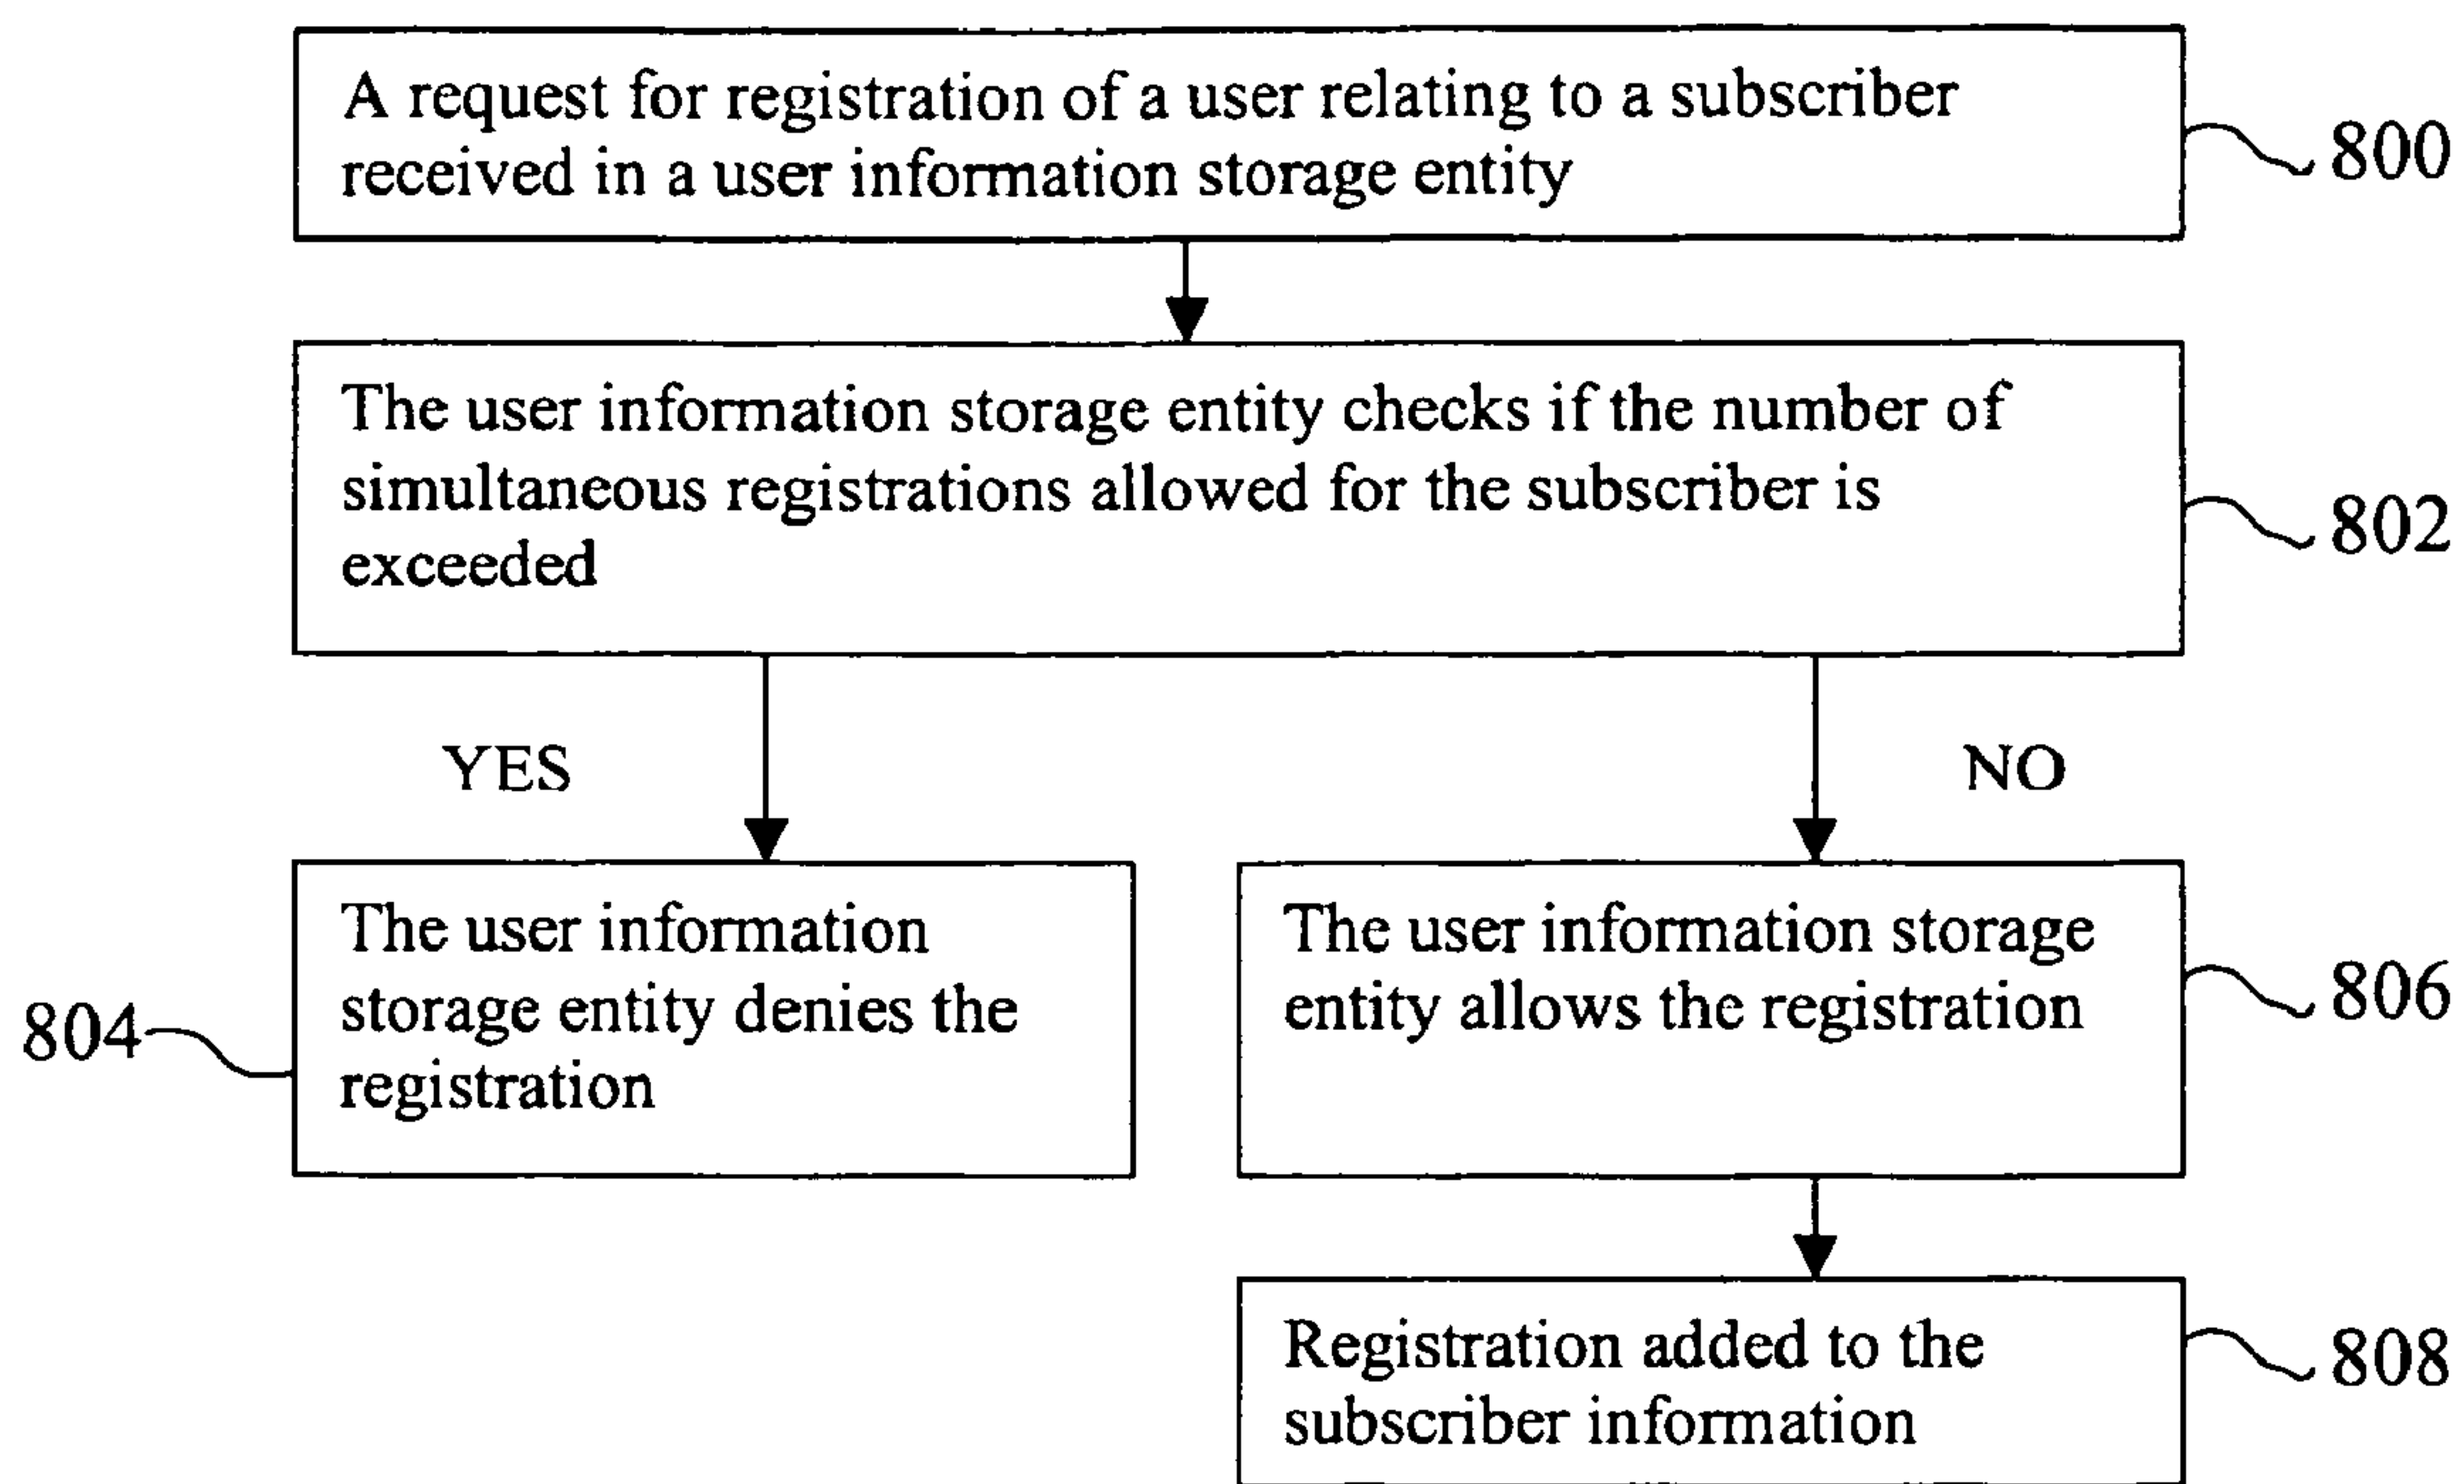 A request for registration of a user relating to a subscriber
received in a user information storage entity
800
The user information storage entity checks if the number of
simultaneous registrations allowed for the subscriber is
exceeded
802
YES
NO
The user information
storage entity denies the
registration
804
The user information storage
entity allows the registration
806
Registration added to the
subscriber information
808